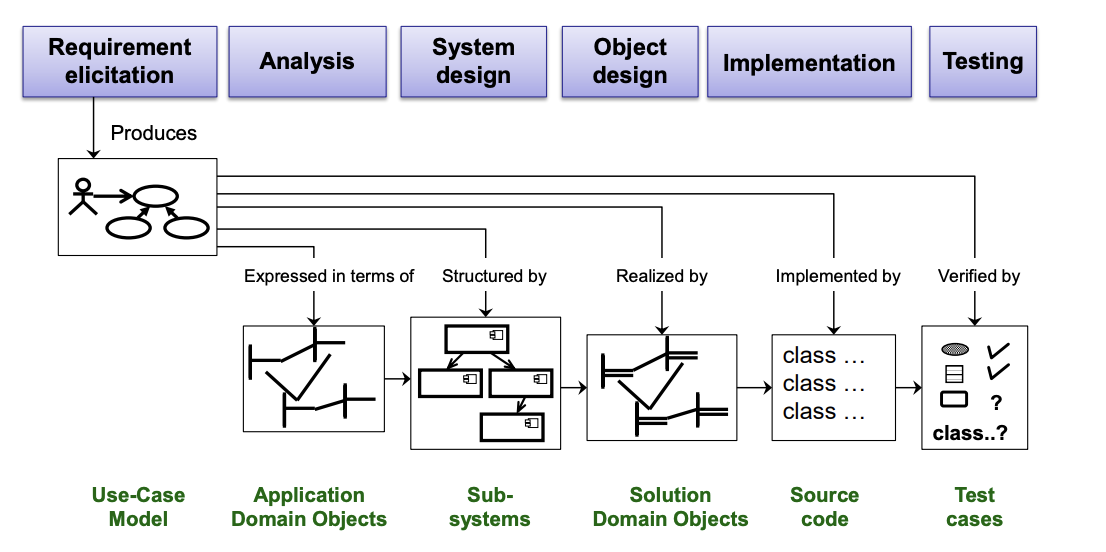 Requirement
elicitation
Analysis
System
design
Object
design
Implementation
Testing
Produces
Expressed in terms of
Structured by
Realized by
Implemented by
Verified by
class ...
class ...
class ...
?
class..?
Use-Case
Model
Application
Domain Objects
Sub-
systems
Solution
Domain Objects
Source
code
Test
cases